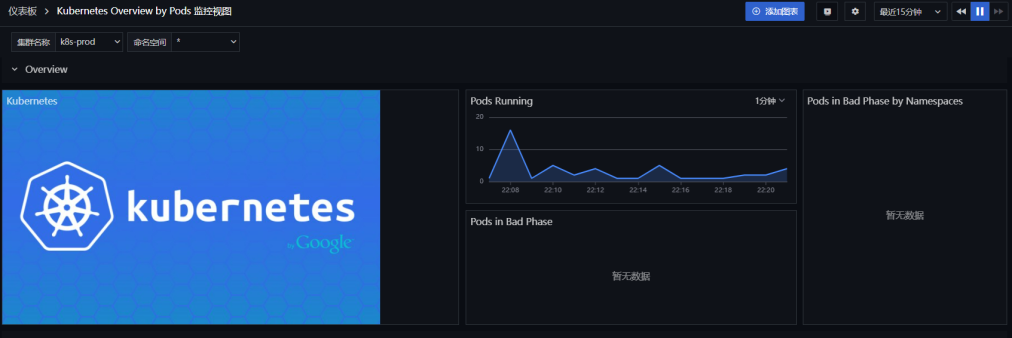 仪表板 > Kubernetes Overview by Pods 监控视图
添加图表
最近15分钟
集群名称 k8s-prod 命名空间 *
Overview
Kubernetes
kubernetes
by Google
Pods Running
1分钟
20
10
0
22:08 22:10 22:12 22:14 22:16 22:18 22:20
Pods in Bad Phase
暂无数据
Pods in Bad Phase by Namespaces
暂无数据